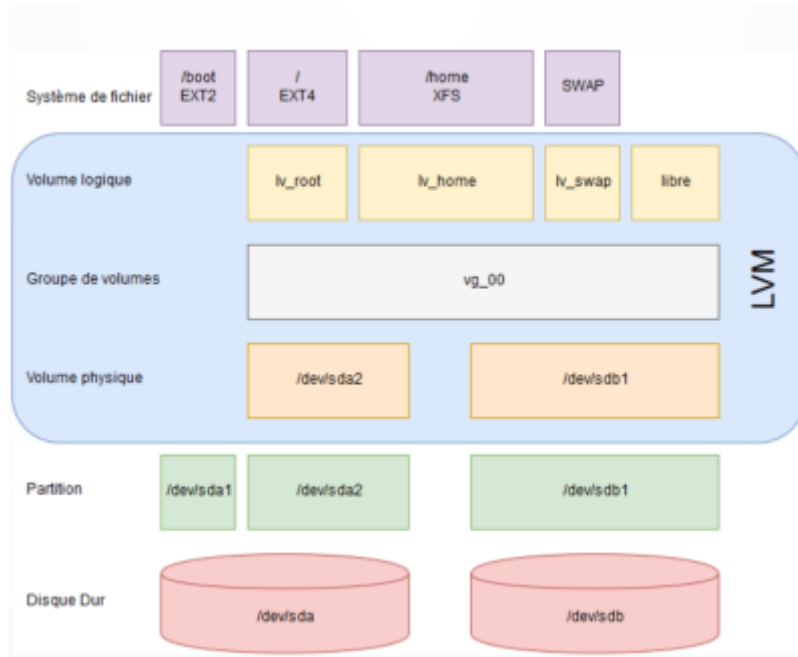 /boot
EXT2
/
EXT4
/home
XFS
SWAP
Système de fichier
Volume logique
lv_root
lv_home
lv_swap
libre
LVM
Groupe de volumes
vg_00
Volume physique
/dev/sda2
/dev/sdb1
Partition
/dev/sda1
/dev/sda2
/dev/sdb1
Disque Dur
/dev/sda
/dev/sdb